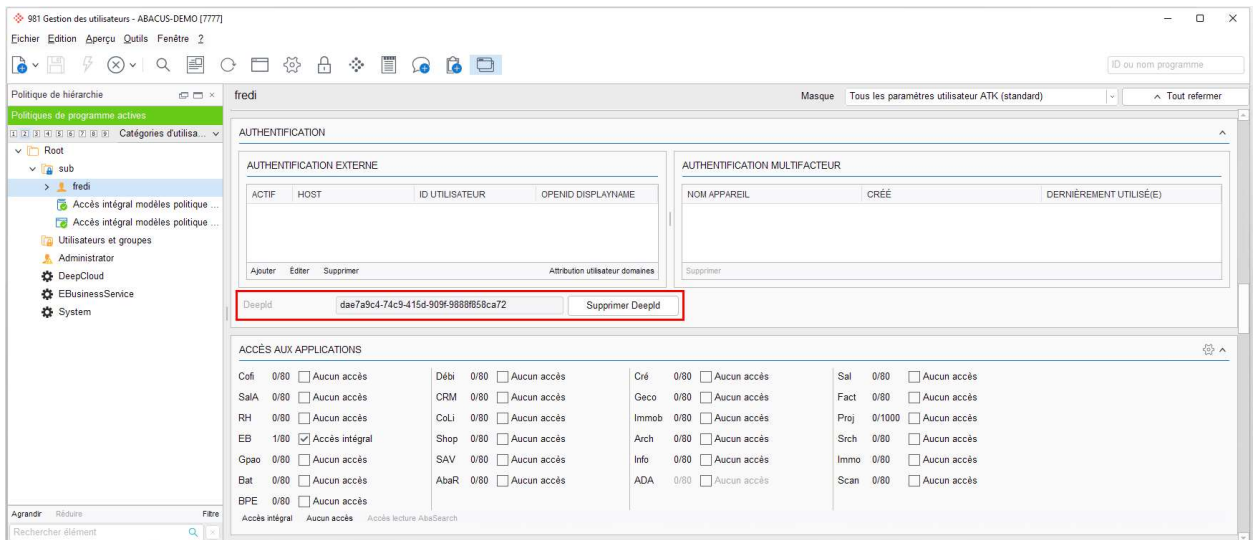 981 Gestion des utilisateurs - ABACUS-DEMO [7777]
Fichier Edition Aperçu Outils Fenêtre ?
ID ou nom programme
Politique de hiérarchie
fredi
Masque Tous les paramètres utilisateur ATK (standard) Tout refermer
Politiques de programme actives
1 2 3 4 5 6 7 8 9 Catégories d'utilisa...
Root
sub
fredi
Accès intégral modèles politique ...
Accès intégral modèles politique ...
Utilisateurs et groupes
Administrator
DeepCloud
EBusinessService
System
Agrandir Réduire Filtre
Rechercher élément
AUTHENTIFICATION
AUTHENTIFICATION EXTERNE
ACTIF HOST ID UTILISATEUR OPENID DISPLAYNAME
Ajouter Éditer Supprimer Attribution utilisateur domaines
AUTHENTIFICATION MULTIFACTEUR
NOM APPAREIL CRÉÉ DERNIÈREMENT UTILISÉ(E)
Supprimer
DeepId dae7a9c4-74c9-415d-909f-9888f858ca72 Supprimer DeepId
ACCÈS AUX APPLICATIONS
Cofi 0/80 Aucun accès Débi 0/80 Aucun accès Cré 0/80 Aucun accès Sal 0/80 Aucun accès
SalA 0/80 Aucun accès CRM 0/80 Aucun accès Geco 0/80 Aucun accès Fact 0/80 Aucun accès
RH 0/80 Aucun accès CoLi 0/80 Aucun accès Immob 0/80 Aucun accès Proj 0/1000 Aucun accès
EB 1/80 Accès intégral Shop 0/80 Aucun accès Arch 0/80 Aucun accès Srch 0/80 Aucun accès
Gpao 0/80 Aucun accès SAV 0/80 Aucun accès Info 0/80 Aucun accès Immo 0/80 Aucun accès
Bat 0/80 Aucun accès AbaR 0/80 Aucun accès ADA 0/80 Aucun accès Scan 0/80 Aucun accès
BPE 0/80 Aucun accès
Accès intégral Aucun accès Accès lecture AbaSearch